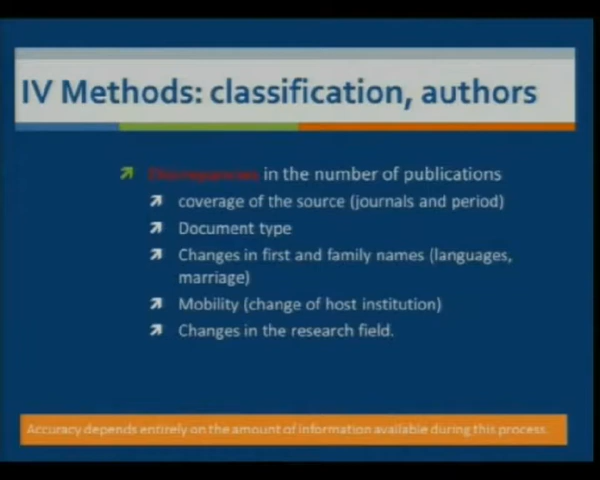 IV Methods: classification, authors
Discrepancies in the number of publications
coverage of the source (journals and period)
Document type
Changes in first and family names (languages,
marriage)
Mobility (change of host institution)
Changes in the research field.
Accuracy depends entirely on the amount of information available during this process.